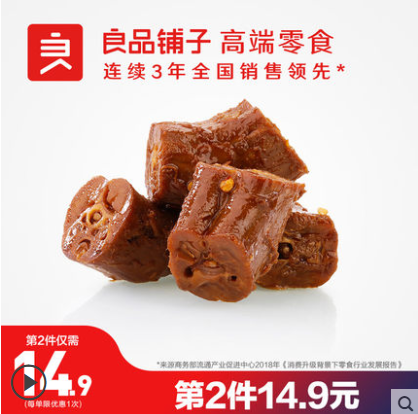 良品铺子 高端零食
连续3年全国销售领先*
*来源商务部流通产业促进中心2018年《消费升级背景下零食行业发展报告》
第2件仅需
14.9
(每单限优惠1次)
第2件14.9元